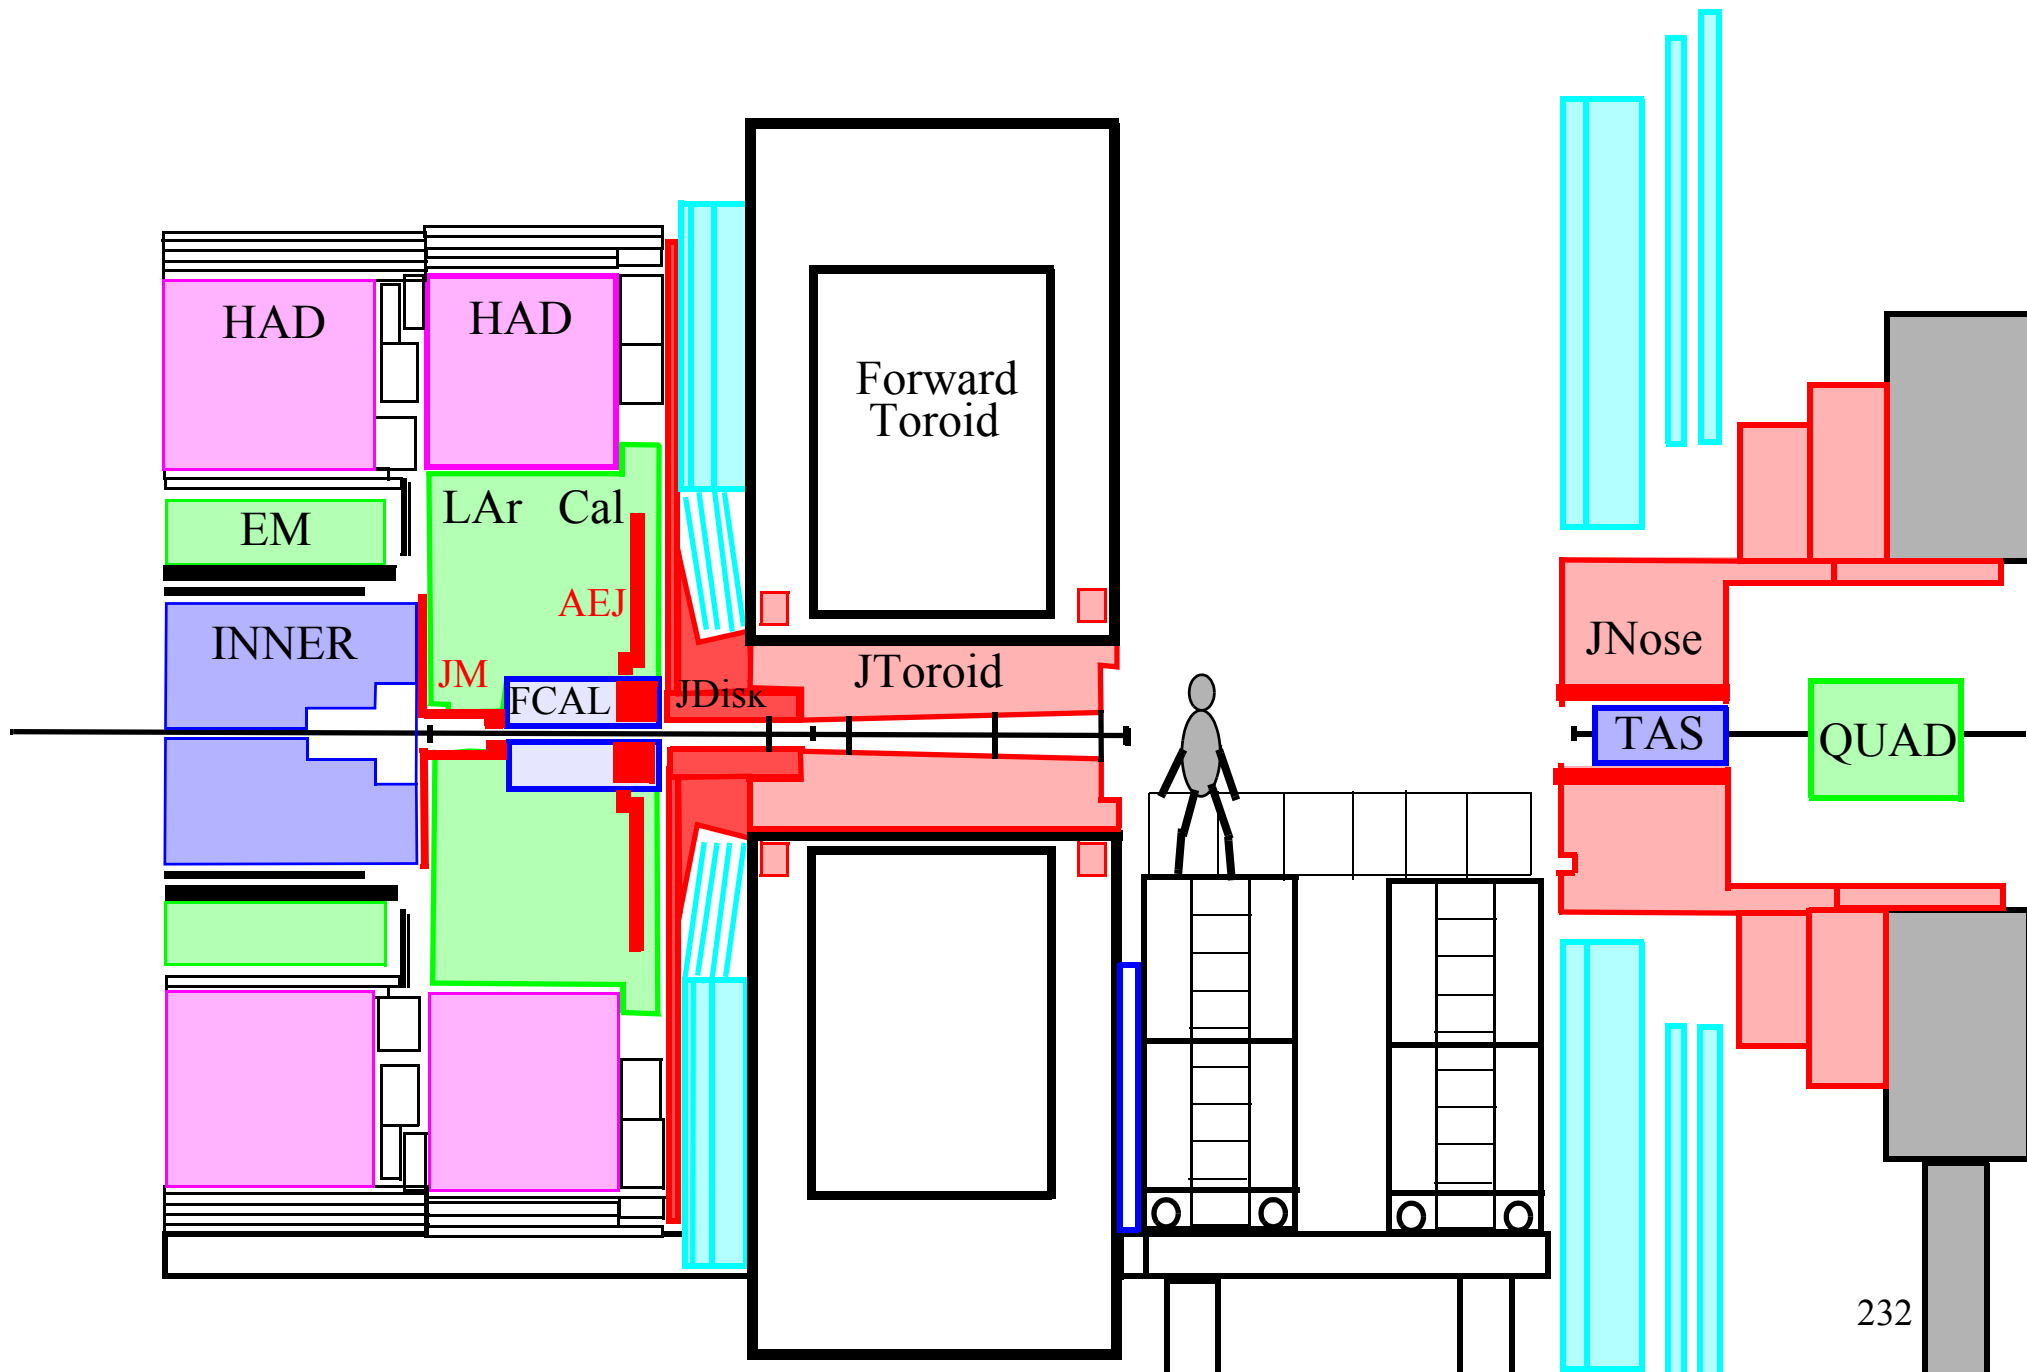 HAD
HAD
Forward
Toroid
LAr Cal
EM
AEJ
INNER
JM
FCAL
JDisk
JToroid
JNose
TAS
QUAD
232